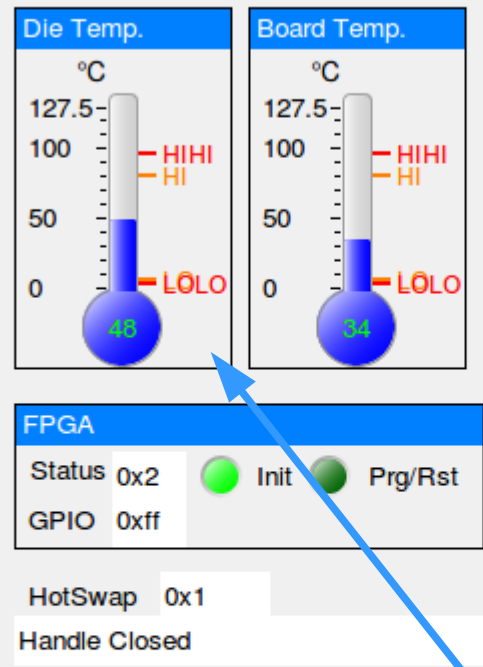 Die Temp.
°C
127.5
100
50
0
HIHI
HI
LO
LOLO
48
Board Temp.
°C
127.5
100
50
0
HIHI
HI
LO
LOLO
34
FPGA
Status 0x2 Init Prg/Rst
GPIO 0xff
HotSwap 0x1
Handle Closed